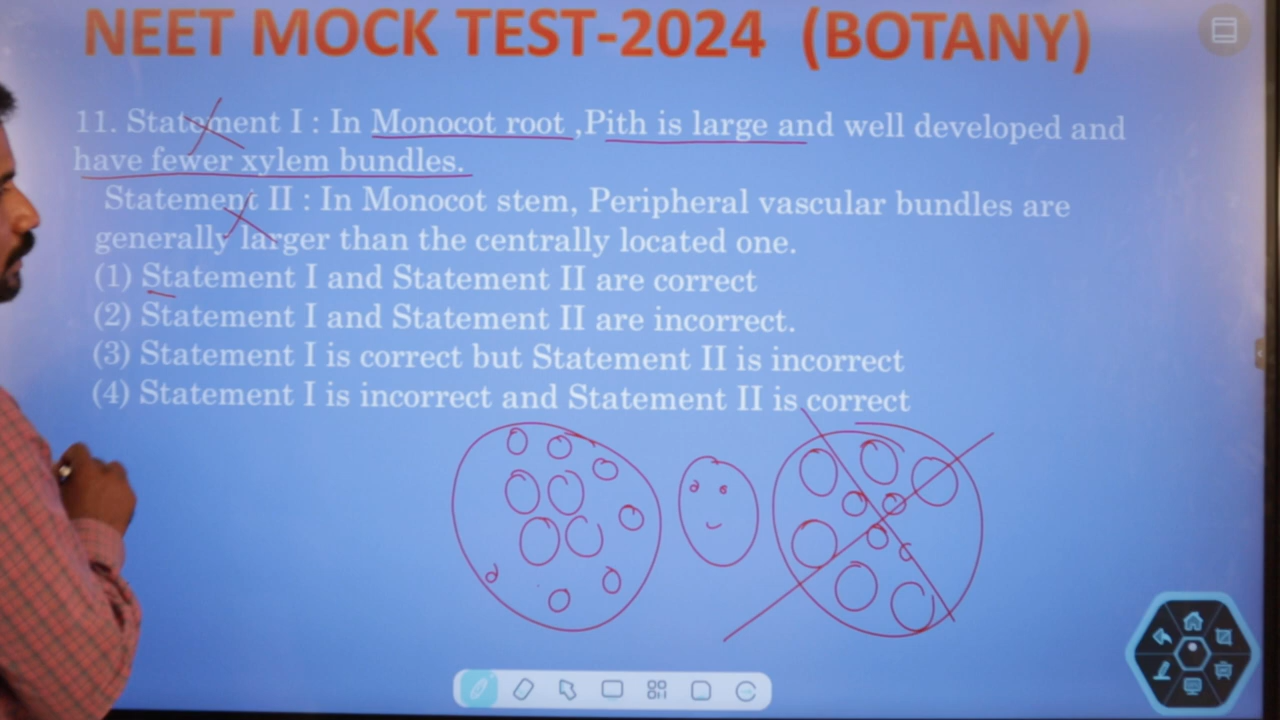 NEET MOCK TEST-2024 (BOTANY)
11. Statement I : In Monocot root ,Pith is large and well developed and
have fewer xylem bundles.
Statement II : In Monocot stem, Peripheral vascular bundles are
generally larger than the centrally located one.
(1) Statement I and Statement II are correct
(2) Statement I and Statement II are incorrect.
(3) Statement I is correct but Statement II is incorrect
(4) Statement I is incorrect and Statement II is correct